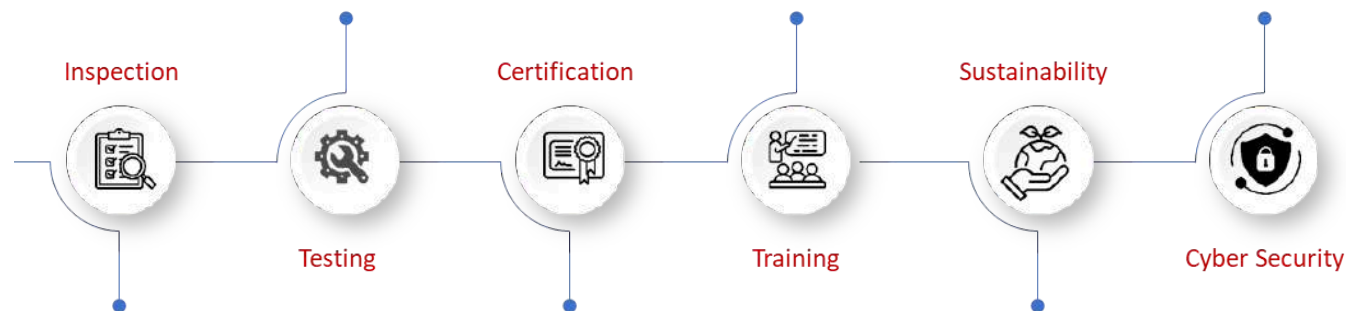 Inspection
Testing
Certification
Training
Sustainability
Cyber Security